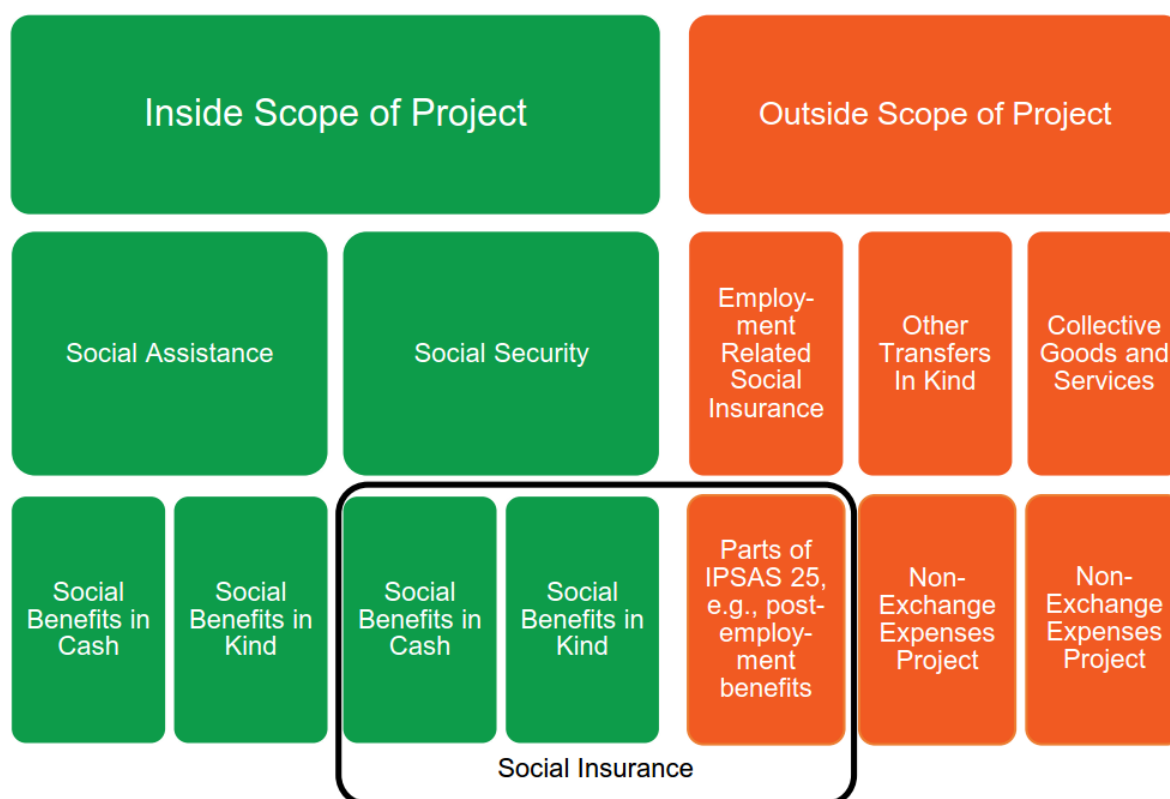 Inside Scope of Project
Outside Scope of Project
Social Assistance
Social Security
Employ-
ment
Related
Social
Insurance
Other
Transfers
In Kind
Collective
Goods and
Services
Social
Benefits in
Cash
Social
Benefits in
Kind
Social
Benefits in
Cash
Social
Benefits in
Kind
Parts of
IPSAS 25,
e.g., post-
employ-
ment
benefits
Non-
Exchange
Expenses
Project
Non-
Exchange
Expenses
Project
Social Insurance